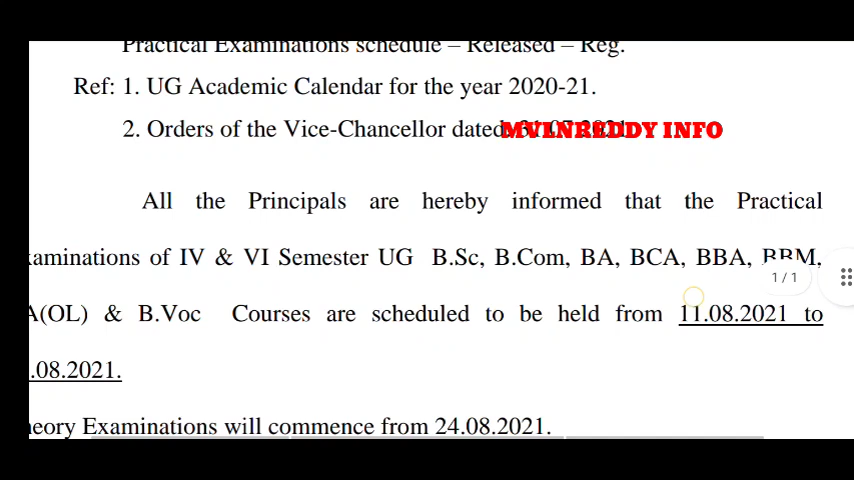 Practical Examinations schedule – Released – Reg.
Ref: 1. UG Academic Calendar for the year 2020-21.
2. Orders of the Vice-Chancellor dated
MVLNREDDY INFO
All the Principals are hereby informed that the Practical
aminations of IV & VI Semester UG B.Sc, B.Com, BA, BCA, BBA, BBM,
1 / 1
A(OL) & B.Voc Courses are scheduled to be held from 11.08.2021 to
.08.2021.
eory Examinations will commence from 24.08.2021.